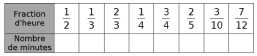 Fraction d'heure 1/2 1/3 2/3 1/4 3/4 2/5 3/10 7/12
Nombre de minutes